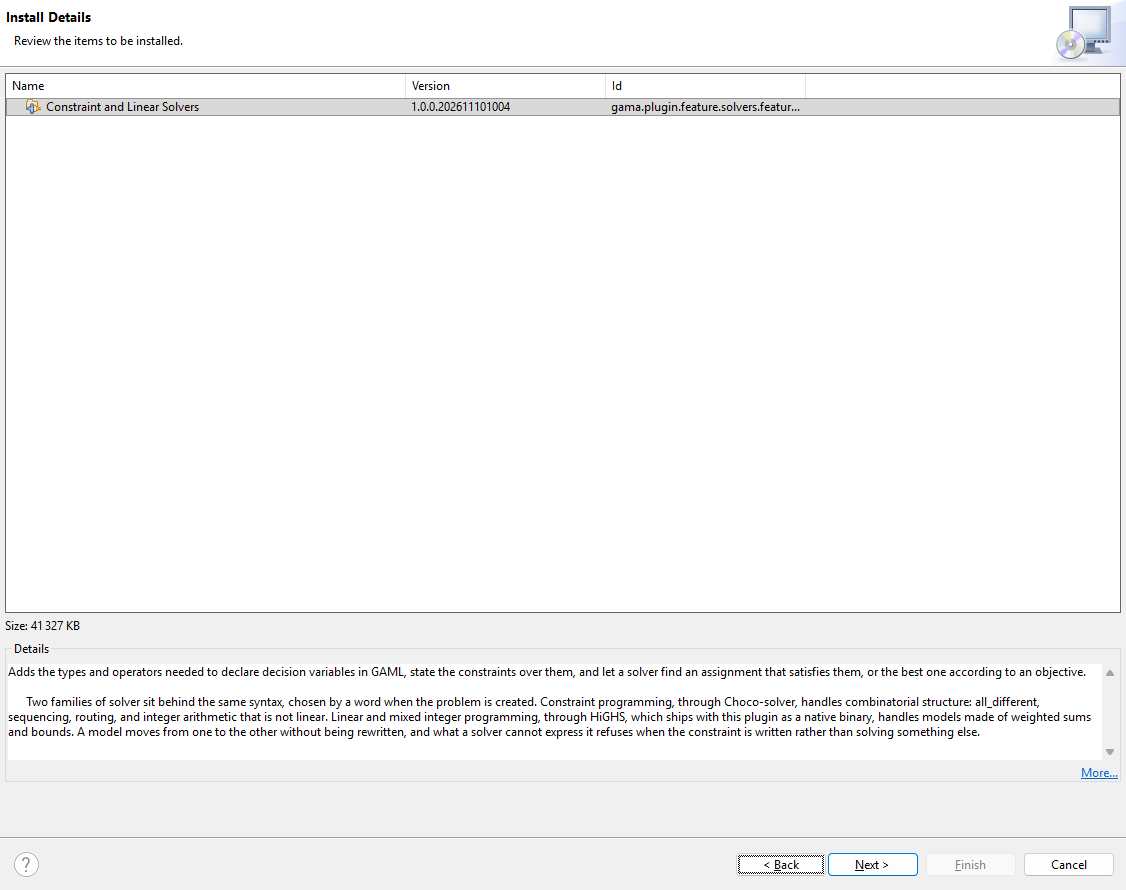 Install Details
Review the items to be installed.
Name Version Id
Constraint and Linear Solvers 1.0.0.202611101004 gama.plugin.feature.solvers.featur...
Size: 41 327 KB
Details
Adds the types and operators needed to declare decision variables in GAML, state the constraints over them, and let a solver find an assignment that satisfies them, or the best one according to an objective.
Two families of solver sit behind the same syntax, chosen by a word when the problem is created. Constraint programming, through Choco-solver, handles combinatorial structure: all_different,
sequencing, routing, and integer arithmetic that is not linear. Linear and mixed integer programming, through HiGHS, which ships with this plugin as a native binary, handles models made of weighted sums
and bounds. A model moves from one to the other without being rewritten, and what a solver cannot express it refuses when the constraint is written rather than solving something else.
More...
?
< Back
Next >
Finish
Cancel